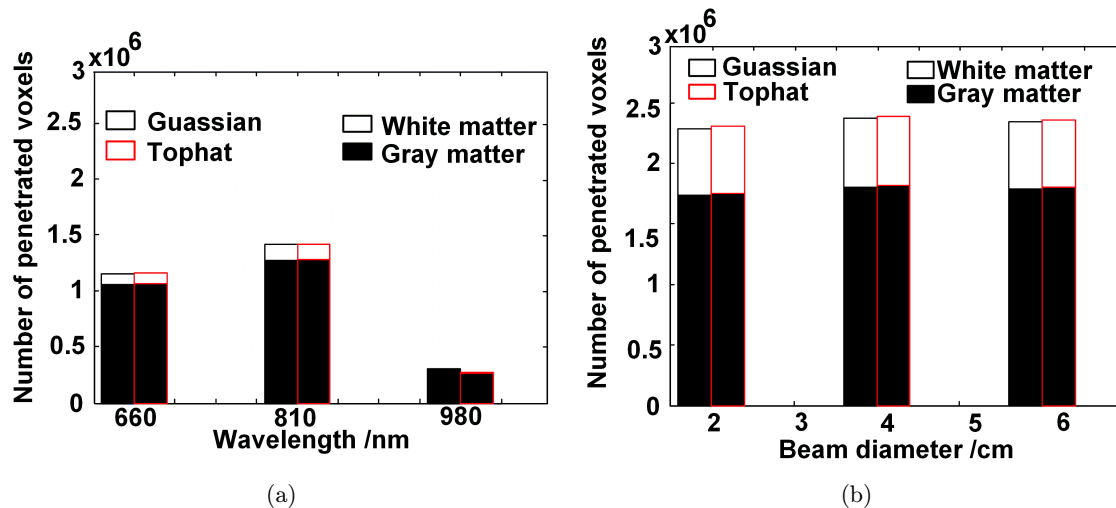 3 x10^6
Number of penetrated voxels
2.5
2
1.5
1
0.5
0
Guassian
Tophat
White matter
Gray matter
660 810 980
Wavelength /nm
(a)
3 x10^6
Number of penetrated voxels
2.5
2
1.5
1
0.5
0
Guassian
Tophat
White matter
Gray matter
2 3 4 5 6
Beam diameter /cm
(b)